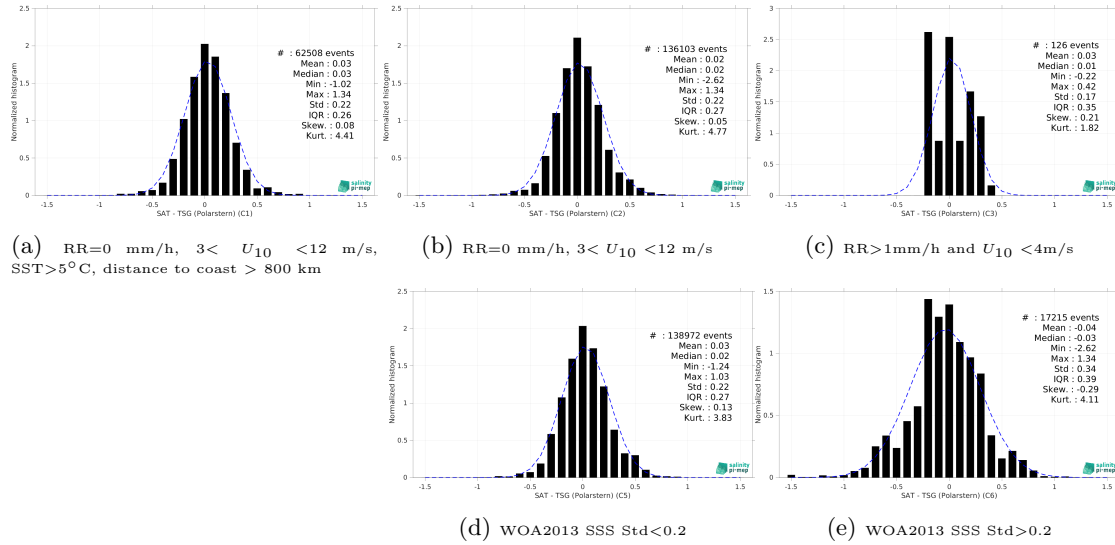 2.5
2
1.5
1
0.5
0
Normalized histogram
# : 62508 events
Mean : 0.03
Median : 0.03
Min : -1.02
Max : 1.34
Std : 0.22
IQR : 0.26
Skew. : 0.08
Kurt. : 4.41
salinity
pi-mep
-1.5 -1 -0.5 0 0.5 1 1.5
SAT - TSG (Polarstern) (C1)
(a) RR=0 mm/h, 3< U10 <12 m/s,
SST>5°C, distance to coast > 800 km
2.5
2
1.5
1
0.5
0
Normalized histogram
# : 136103 events
Mean : 0.02
Median : 0.02
Min : -2.62
Max : 1.34
Std : 0.22
IQR : 0.27
Skew. : 0.05
Kurt. : 4.77
salinity
pi-mep
-1.5 -1 -0.5 0 0.5 1 1.5
SAT - TSG (Polarstern) (C2)
(b) RR=0 mm/h, 3< U10 <12 m/s
3
2.5
2
1.5
1
0.5
0
Normalized histogram
# : 126 events
Mean : 0.03
Median : 0.01
Min : -0.22
Max : 0.42
Std : 0.17
IQR : 0.35
Skew. : 0.21
Kurt. : 1.82
salinity
pi-mep
-1.5 -1 -0.5 0 0.5 1 1.5
SAT - TSG (Polarstern) (C3)
(c) RR>1mm/h and U10 <4m/s
2.5
2
1.5
1
0.5
0
Normalized histogram
# : 138972 events
Mean : 0.03
Median : 0.02
Min : -1.24
Max : 1.03
Std : 0.22
IQR : 0.27
Skew. : 0.13
Kurt. : 3.83
salinity
pi-mep
-1.5 -1 -0.5 0 0.5 1 1.5
SAT - TSG (Polarstern) (C5)
(d) WOA2013 SSS Std<0.2
1.5
1
0.5
0
Normalized histogram
# : 17215 events
Mean : -0.04
Median : -0.03
Min : -2.62
Max : 1.34
Std : 0.34
IQR : 0.39
Skew. : -0.29
Kurt. : 4.11
salinity
pi-mep
-1.5 -1 -0.5 0 0.5 1 1.5
SAT - TSG (Polarstern) (C6)
(e) WOA2013 SSS Std>0.2